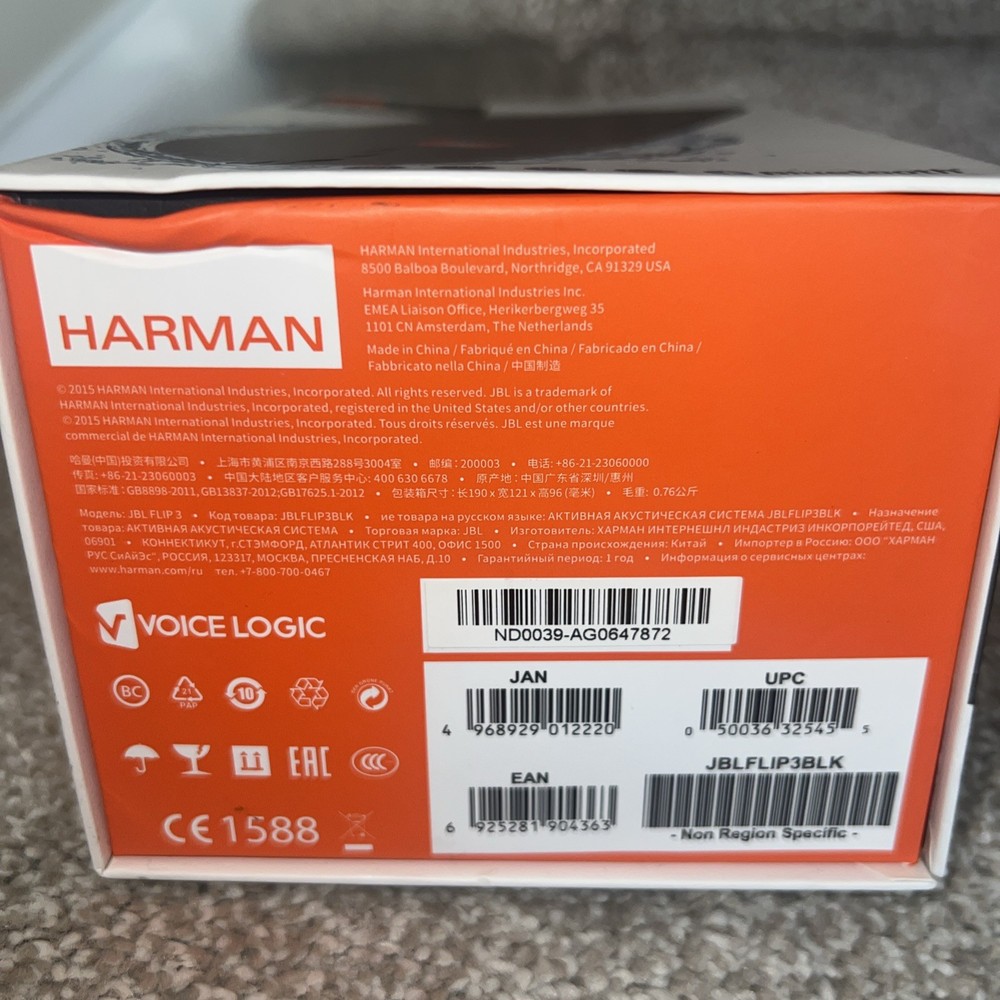 Bluetooth
HARMAN
HARMAN International Industries, Incorporated
8500 Balboa Boulevard, Northridge, CA 91329 USA
Harman International Industries Inc.
EMEA Liaison Office, Herikerbergweg 35
1101 CN Amsterdam, The Netherlands
Made in China / Fabriqué en China / Fabricado en China /
Fabbricato nella China / 中国制造
© 2015 HARMAN International Industries, Incorporated. All rights reserved. JBL is a trademark of
HARMAN International Industries, Incorporated, registered in the United States and/or other countries.
© 2015 HARMAN International Industries, Incorporated. Tous droits réservés. JBL est une marque
commercial de HARMAN International Industries, Incorporated.
哈曼(中国)投资有限公司 • 上海市黄浦区南京西路288号3004室 • 邮编: 200003 • 电话: +86-21-23060000
传真: +86-21-23060003 • 中国大陆地区客户服务中心: 400 630 6678 • 原产地: 中国广东省深圳/惠州
国家标准: GB8898-2011, GB13837-2012;GB17625.1-2012 • 包装箱尺寸: 长190 x 宽121 x 高96 (毫米) • 毛重: 0.76公斤
Модель: JBL FLIP 3 • Код товара: JBLFLIP3BLK • ие товара на русском языке: АКТИВНАЯ АКУСТИЧЕСКАЯ СИСТЕМА JBLFLIP3BLK • Назначение
товара: АКТИВНАЯ АКУСТИЧЕСКАЯ СИСТЕМА • Торговая марка: JBL • Изготовитель: ХАРМАН ИНТЕРНЕШНЛ ИНДАСТРИЗ ИНКОРПОРЕЙТЕД, США,
06901 • КОННЕКТИКУТ, г.СТЭМФОРД, АТЛАНТИК СТРИТ 400, ОФИС 1500 • Страна происхождения: Китай • Импортер в Россию: ООО "ХАРМАН
РУС СиАйЭс", РОССИЯ, 123317, МОСКВА, ПРЕСНЕНСКАЯ НАБ, Д.10 • Гарантийный период: 1 год • Информация о сервисных центрах:
www.harman.com/ru тел. +7-800-700-0467
VOICE LOGIC
ND0039-AG0647872
BC
21
PAP
10
JAN
4 968929 012220
UPC
0 50036 32545 5
EAN
6 925281 904363
JBLFLIP3BLK
- Non Region Specific -
EAC
CCC
CE 1588